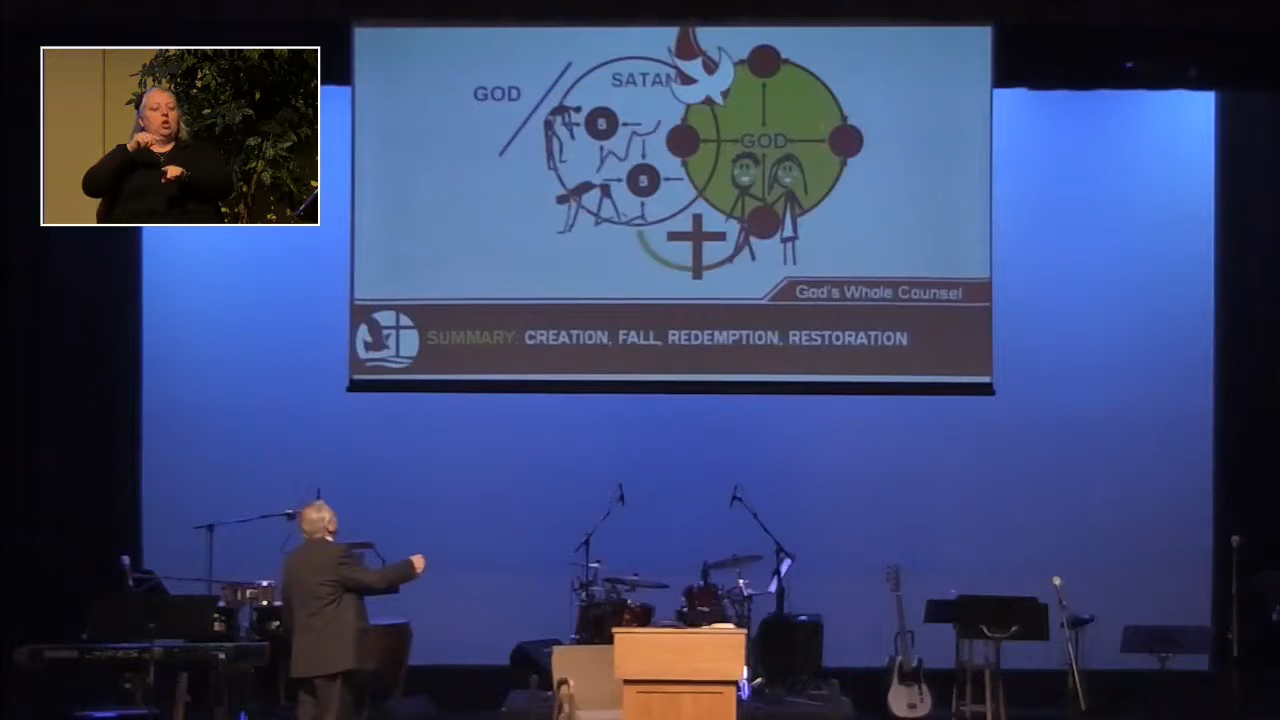 GOD
SATAN
S
GOD
S
God's Whole Counsel
SUMMARY: CREATION, FALL, REDEMPTION, RESTORATION